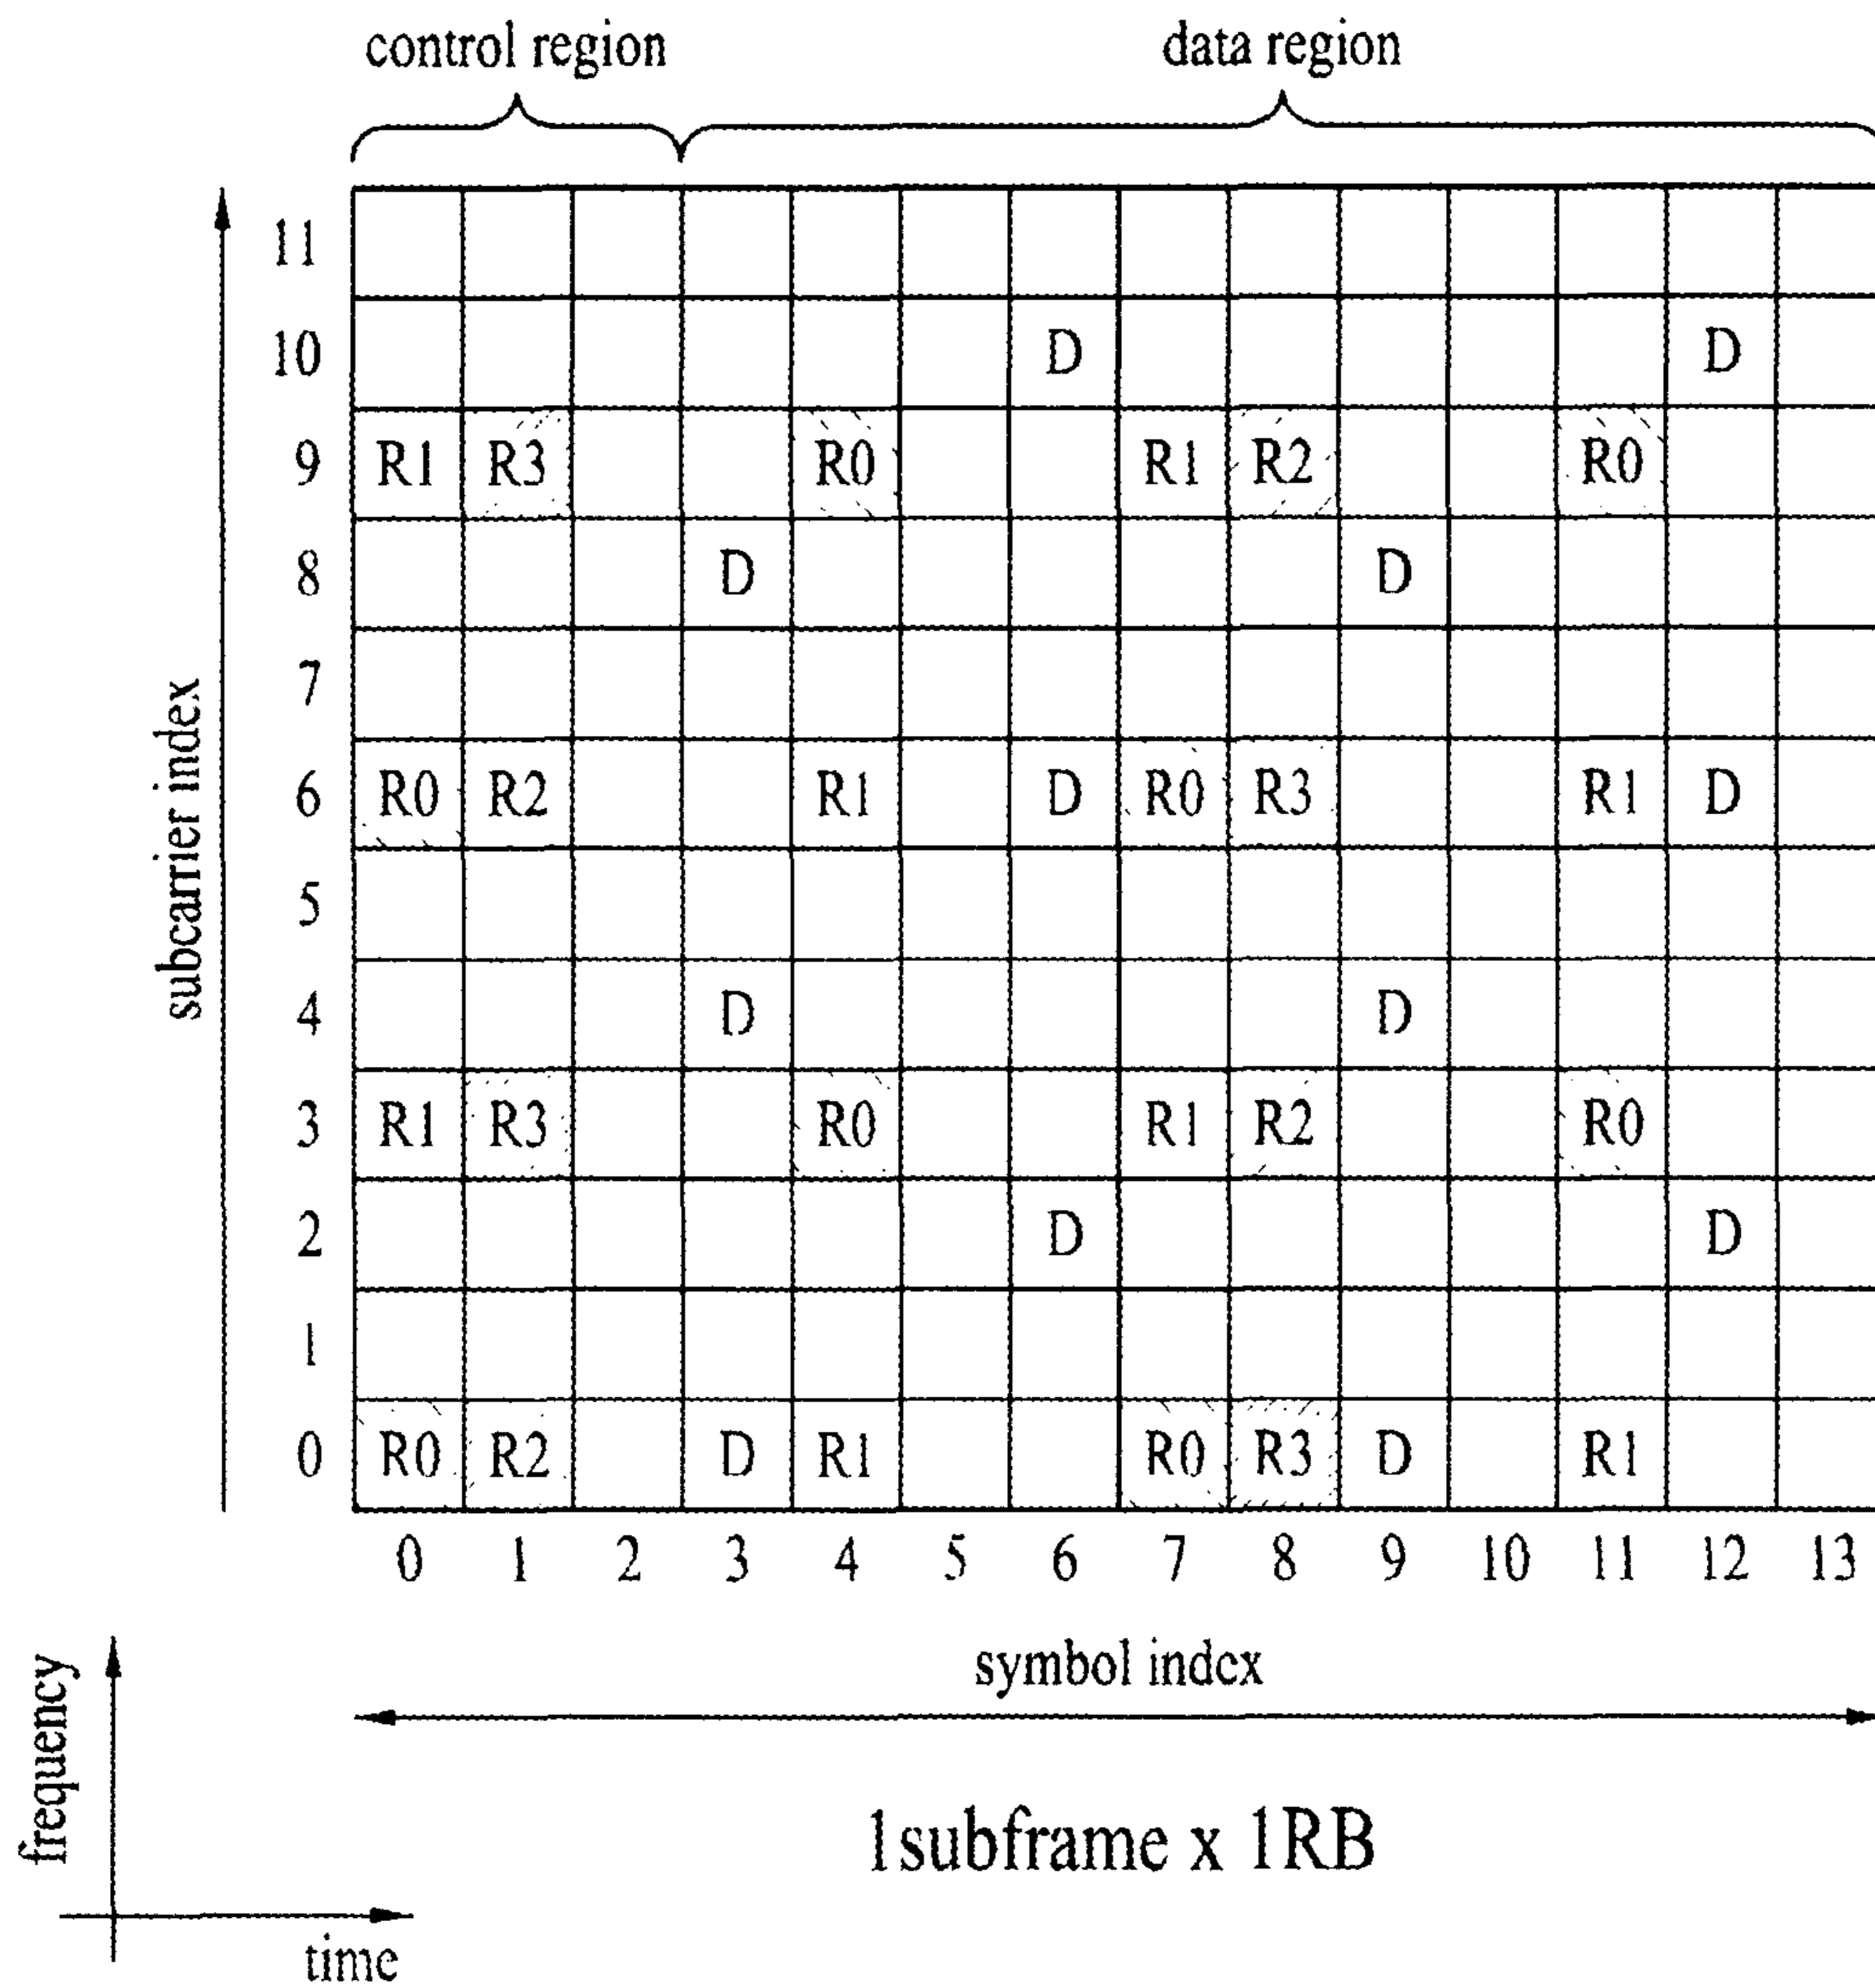 control region data region
11
10 D D
9 R1 R3 R0 R1 R2 R0
8 D D
7
6 R0 R2 R1 D R0 R3 R1 D
5
4 D D
3 R1 R3 R0 R1 R2 R0
2 D D
1
0 R0 R2 D R1 R0 R3 D R1
0 1 2 3 4 5 6 7 8 9 10 11 12 13
subcarrier index
symbol index
frequency
1subframe x 1RB
time